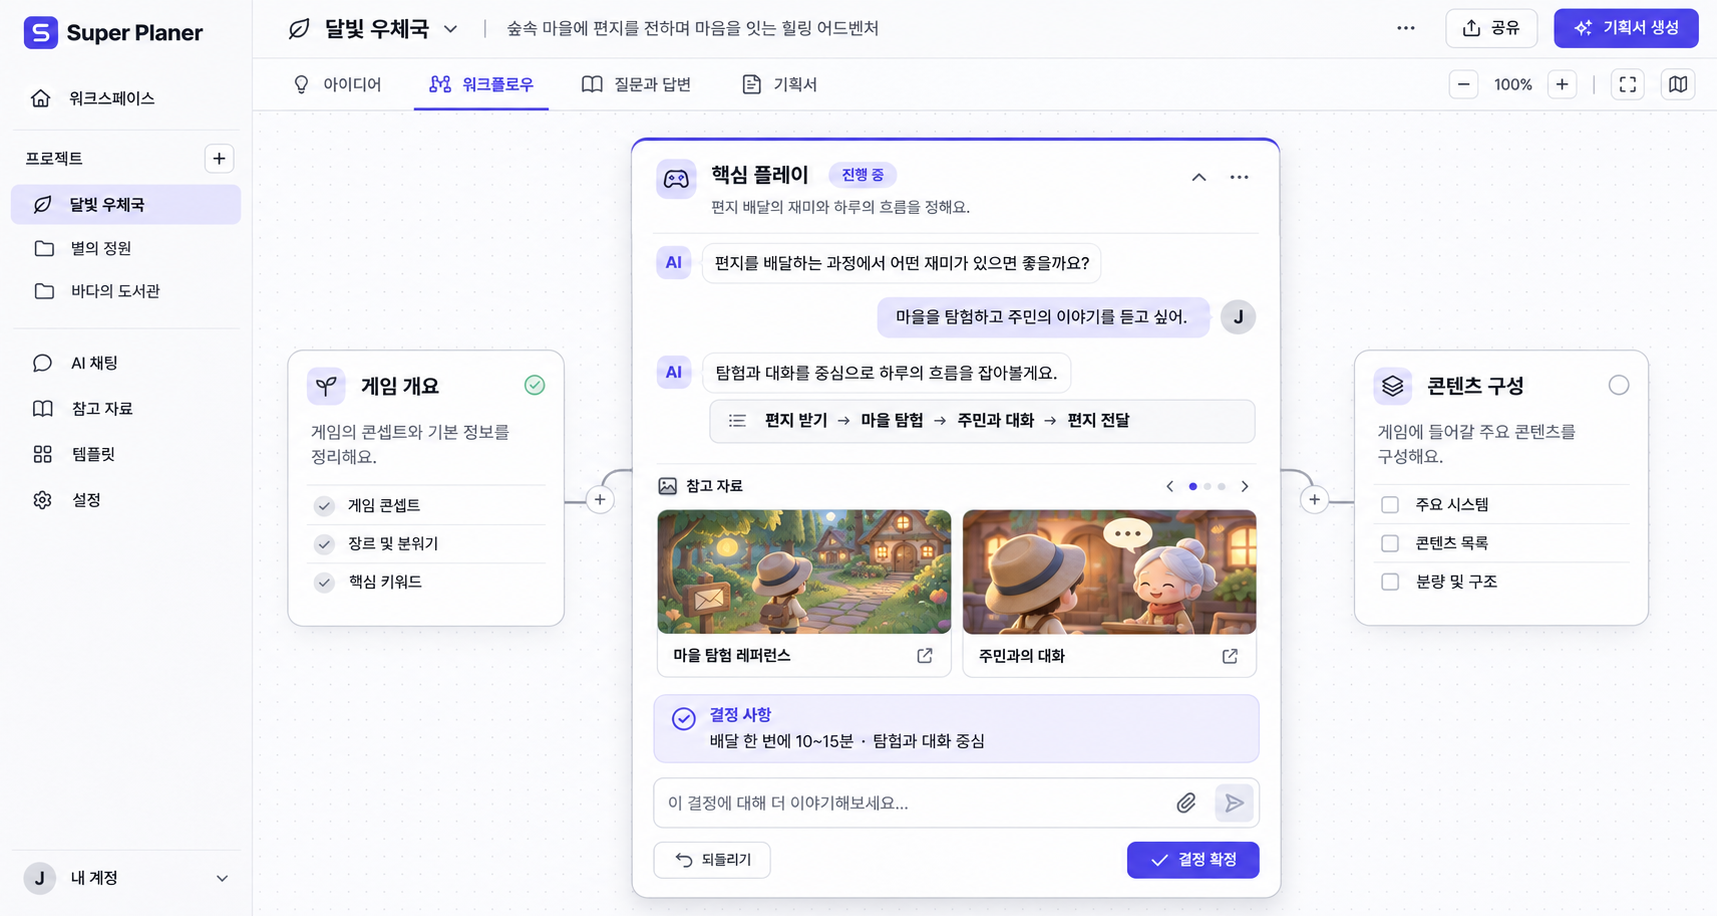 S Super Planer
워크스페이스
프로젝트
달빛 우체국
별의 정원
바다의 도서관
AI 채팅
참고 자료
템플릿
설정
J 내 계정
달빛 우체국
숲속 마을에 편지를 전하며 마음을 잇는 힐링 어드벤처
공유
기획서 생성
아이디어
워크플로우
질문과 답변
기획서
100%
게임 개요
게임의 콘셉트와 기본 정보를
정리해요.
게임 콘셉트
장르 및 분위기
핵심 키워드
핵심 플레이 진행 중
편지 배달의 재미와 하루의 흐름을 정해요.
AI 편지를 배달하는 과정에서 어떤 재미가 있으면 좋을까요?
마을을 탐험하고 주민의 이야기를 듣고 싶어. J
AI 탐험과 대화를 중심으로 하루의 흐름을 잡아볼게요.
편지 받기 → 마을 탐험 → 주민과 대화 → 편지 전달
참고 자료
마을 탐험 레퍼런스
주민과의 대화
결정 사항
배달 한 번에 10~15분 · 탐험과 대화 중심
이 결정에 대해 더 이야기해보세요...
되돌리기
결정 확정
콘텐츠 구성
게임에 들어갈 주요 콘텐츠를
구성해요.
주요 시스템
콘텐츠 목록
분량 및 구조